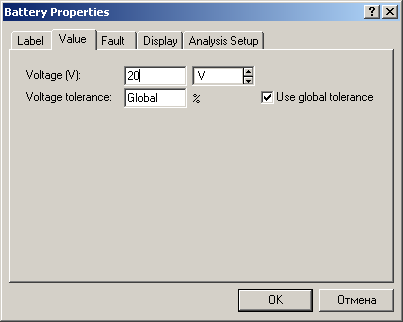 Battery Properties
Label Value Fault Display Analysis Setup
Voltage (V): 20 V
Voltage tolerance: Global % Use global tolerance
OK Отмена